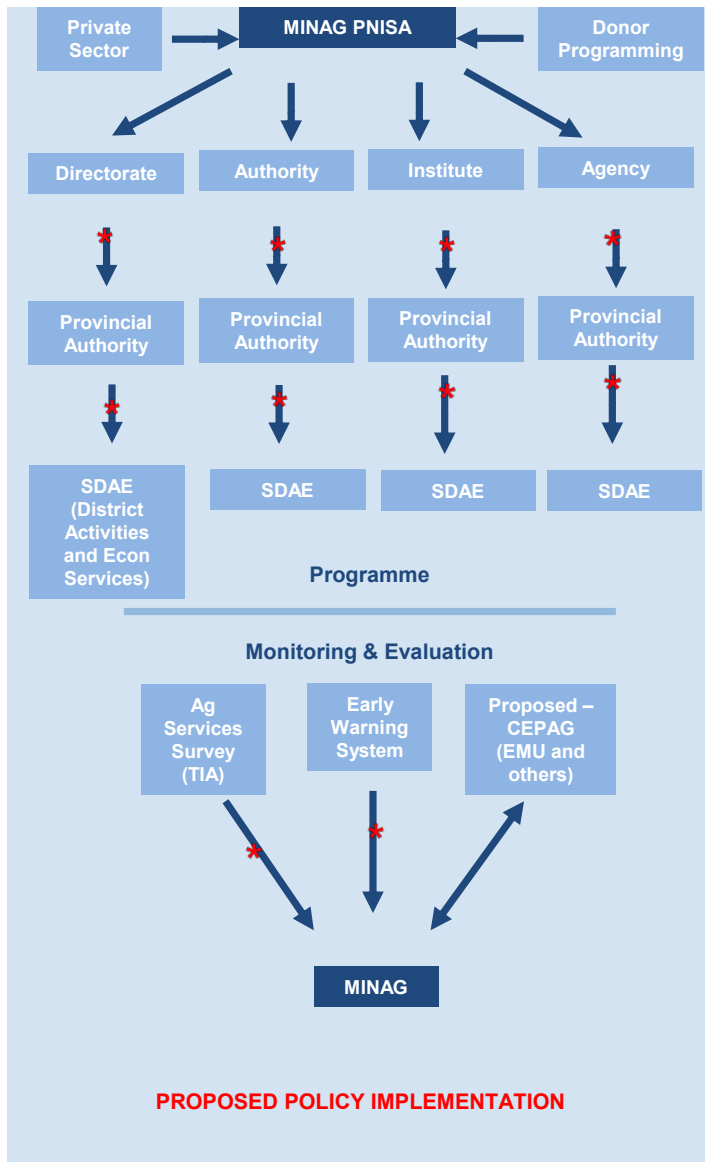 Private
Sector
MINAG PNISA
Donor
Programming
Directorate
Authority
Institute
Agency
*
*
*
*
Provincial
Authority
Provincial
Authority
Provincial
Authority
Provincial
Authority
*
*
*
*
SDAE
(District
Activities
and Econ
Services)
SDAE
SDAE
SDAE
Programme
Monitoring & Evaluation
Ag
Services
Survey
(TIA)
Early
Warning
System
Proposed –
CEPAG
(EMU and
others)
*
*
MINAG
PROPOSED POLICY IMPLEMENTATION